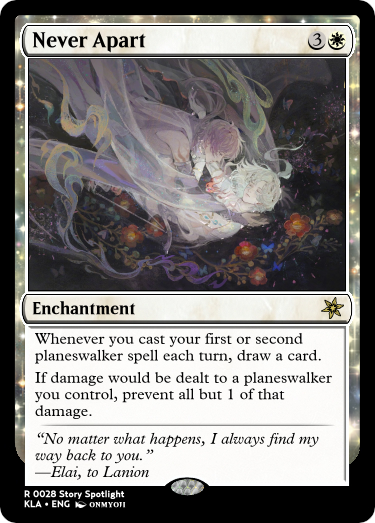 Never Apart 3
Enchantment
Whenever you cast your first or second
planeswalker spell each turn, draw a card.
If damage would be dealt to a planeswalker
you control, prevent all but 1 of that
damage.
“No matter what happens, I always find my
way back to you.”
—Elai, to Lanion
R 0028 Story Spotlight
KLA • ENG ONMYOJI